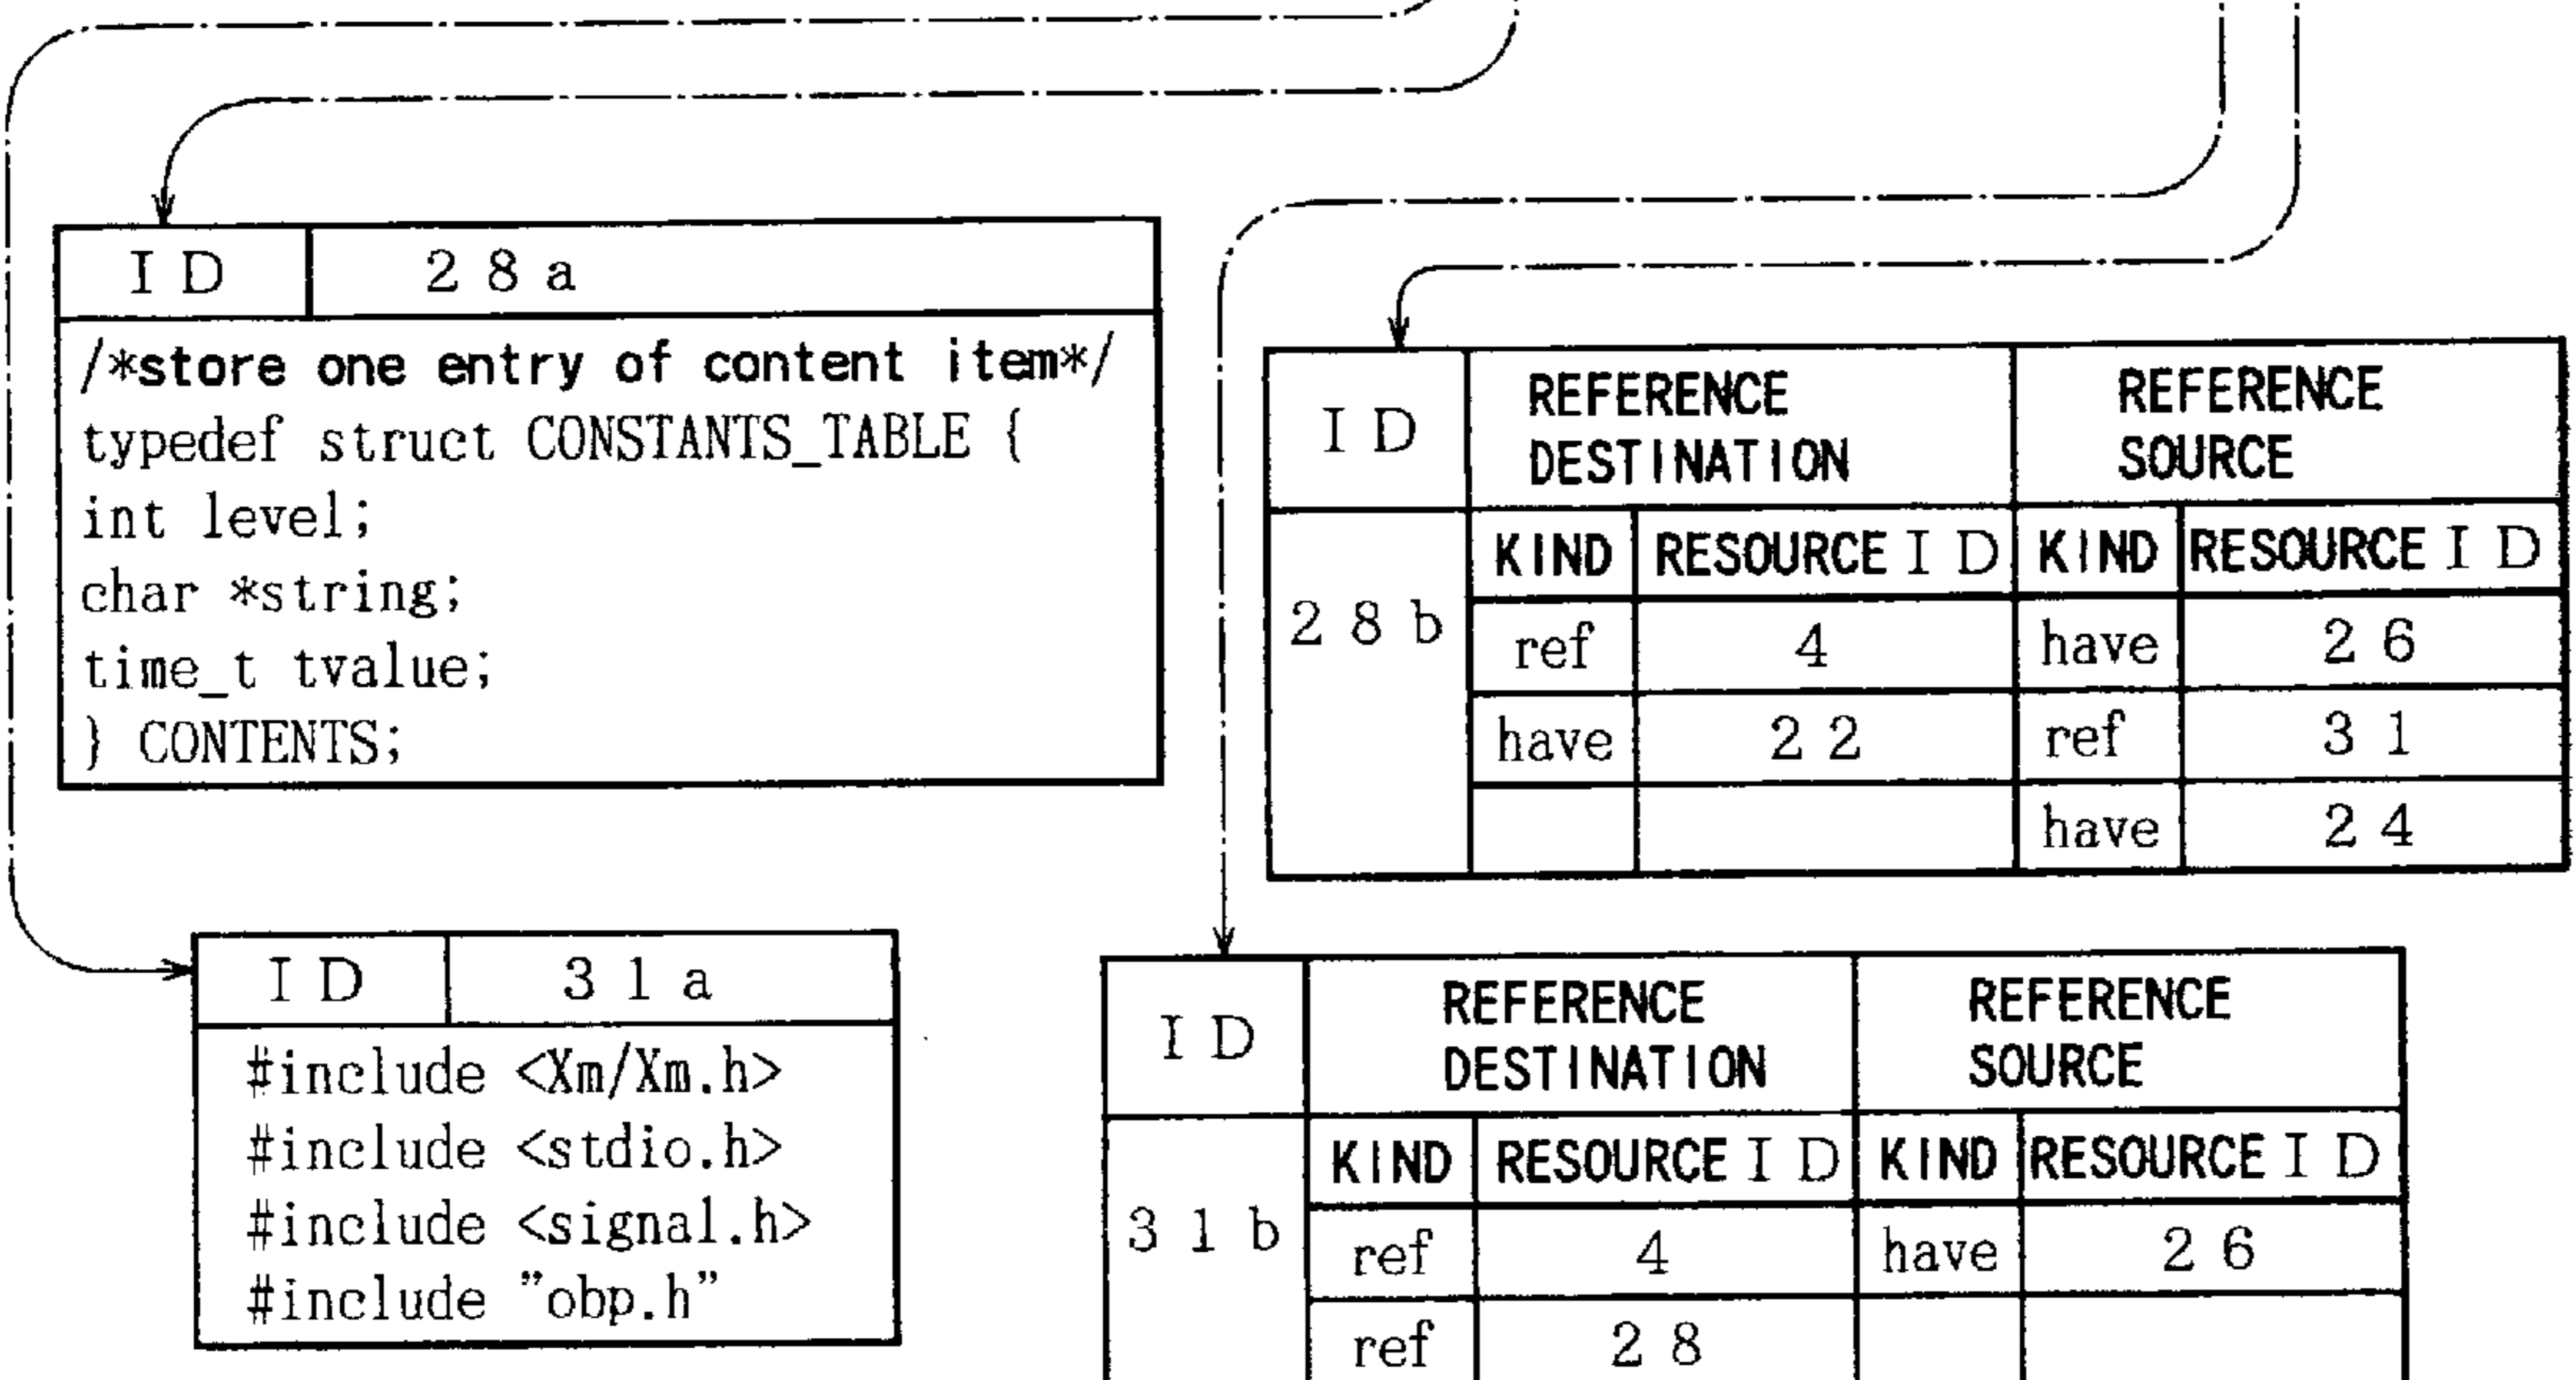 ID 28a
/*store one entry of content item*/
typedef struct CONSTANTS_TABLE {
int level;
char *string;
time_t tvalue;
} CONTENTS;
ID REFERENCE DESTINATION REFERENCE SOURCE
28b KIND RESOURCE ID KIND RESOURCE ID
ref 4 have 26
have 22 ref 31
have 24
ID 31a
#include <Xm/Xm.h>
#include <stdio.h>
#include <signal.h>
#include "obp.h"
ID REFERENCE DESTINATION REFERENCE SOURCE
31b KIND RESOURCE ID KIND RESOURCE ID
ref 4 have 26
ref 28